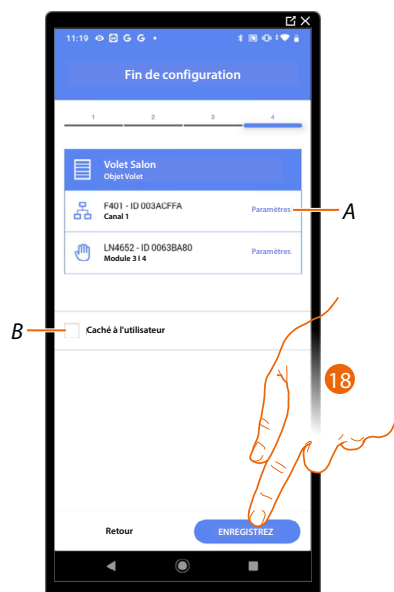 11:19 G G
Fin de configuration
1 2 3 4
Volet Salon
Objet Volet
F401 - ID 003ACFFA
Canal 1
Paramètres
A
LN4652 - ID 0063BA80
Module 3I 4
Paramètres
B
Caché à l'utilisateur
18
Retour
ENREGISTREZ